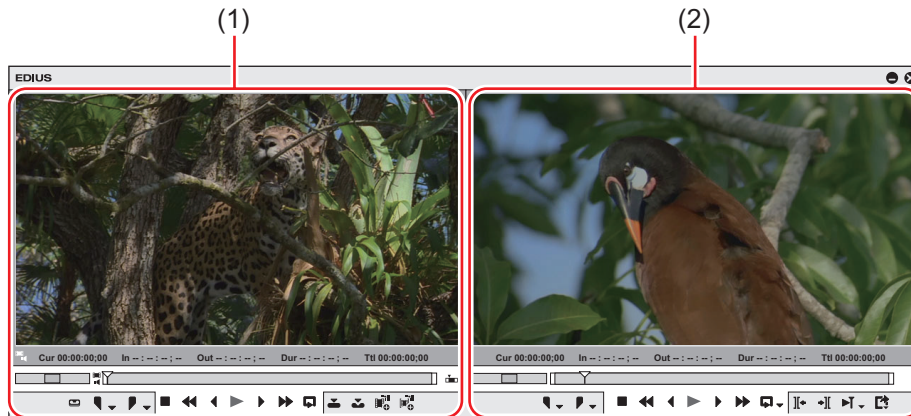 (1) (2)
EDIUS
Cur 00:00:00;00 In -- : -- : -- ; -- Out -- : -- : -- ; -- Dur -- : -- : -- ; -- Ttl 00:00:00;00
Cur 00:00:00;00 In -- : -- : -- ; -- Out -- : -- : -- ; -- Dur -- : -- : -- ; -- Ttl 00:00:00;00